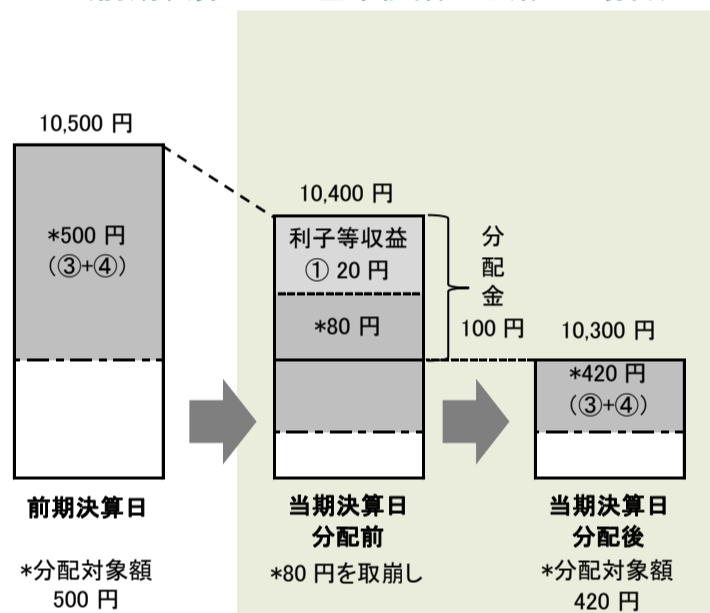 10,500 円
*500 円
(③+④)
前期決算日
*分配対象額
500 円
10,400 円
利子等収益
① 20 円
*80 円
分配金
100 円
当期決算日
分配前
*80 円を取崩し
10,300 円
*420 円
(③+④)
当期決算日
分配後
*分配対象額
420 円